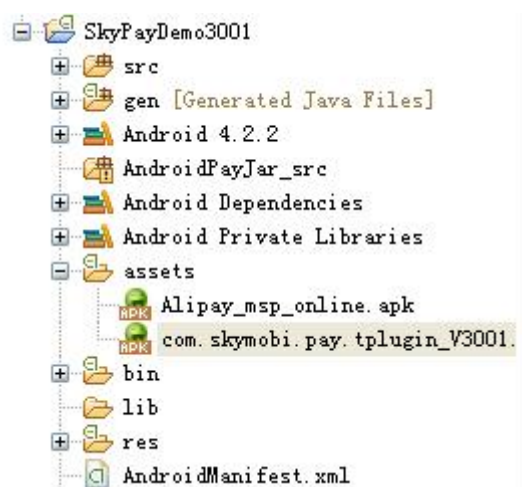 SkyPayDemo3001
src
gen [Generated Java Files]
Android 4.2.2
AndroidPayJar_src
Android Dependencies
Android Private Libraries
assets
Alipay_msp_online.apk
com.skymobi.pay.tplugin_V3001.
bin
lib
res
AndroidManifest.xml